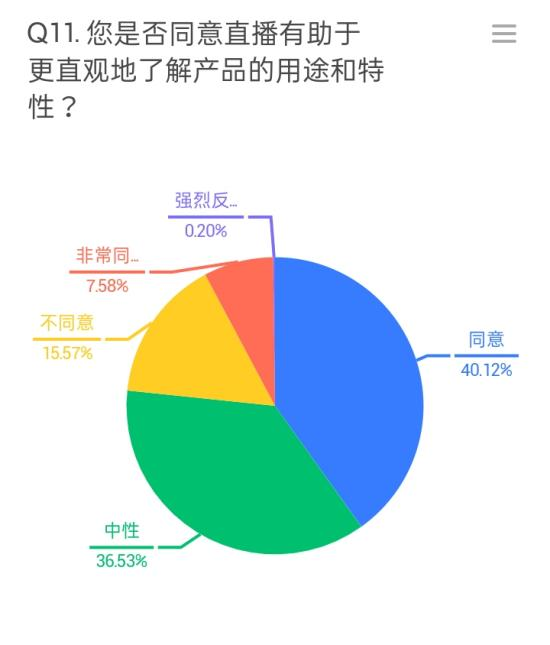 Q11. 您是否同意直播有助于
更直观地了解产品的用途和特
性？
强烈反...
0.20%
非常同...
7.58%
不同意
15.57%
同意
40.12%
中性
36.53%